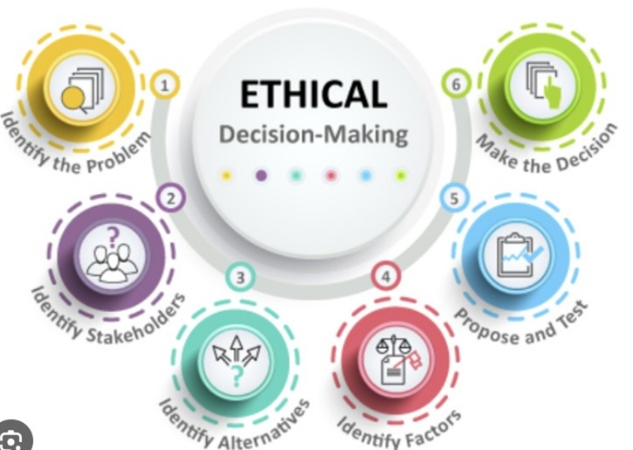 ETHICAL
Decision-Making
1
Identify the Problem
2
?
Identify Stakeholders
3
?
Identify Alternatives
4
Identify Factors
5
Propose and Test
6
Make the Decision